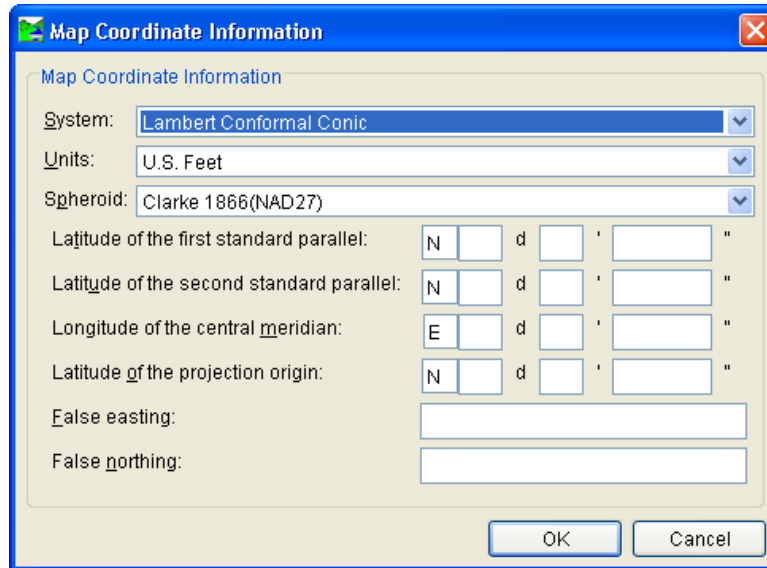 Map Coordinate Information
Map Coordinate Information
System: Lambert Conformal Conic
Units: U.S. Feet
Spheroid: Clarke 1866(NAD27)
Latitude of the first standard parallel: N d ' "
Latitude of the second standard parallel: N d ' "
Longitude of the central meridian: E d ' "
Latitude of the projection origin: N d ' "
False easting:
False northing:
OK Cancel